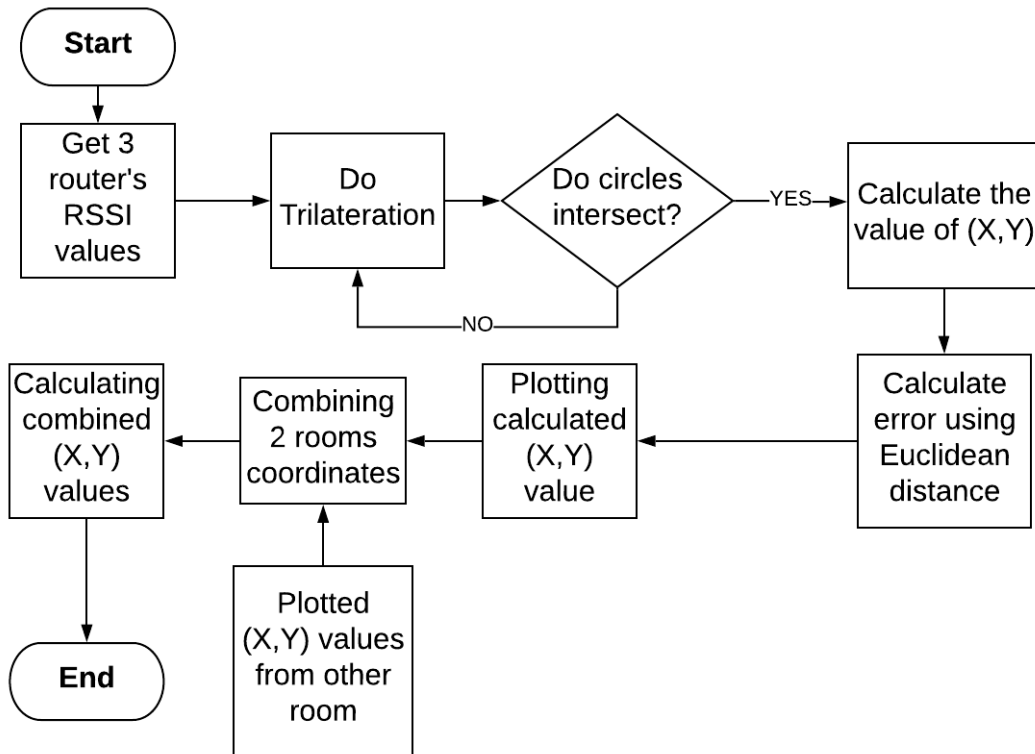 Start
Get 3
router's
RSSI
values
Do
Trilateration
Do circles
intersect?
YES
NO
Calculate the
value of (X,Y)
Calculate
error using
Euclidean
distance
Plotting
calculated
(X,Y)
value
Combining
2 rooms
coordinates
Plotted
(X,Y) values
from other
room
Calculating
combined
(X,Y)
values
End